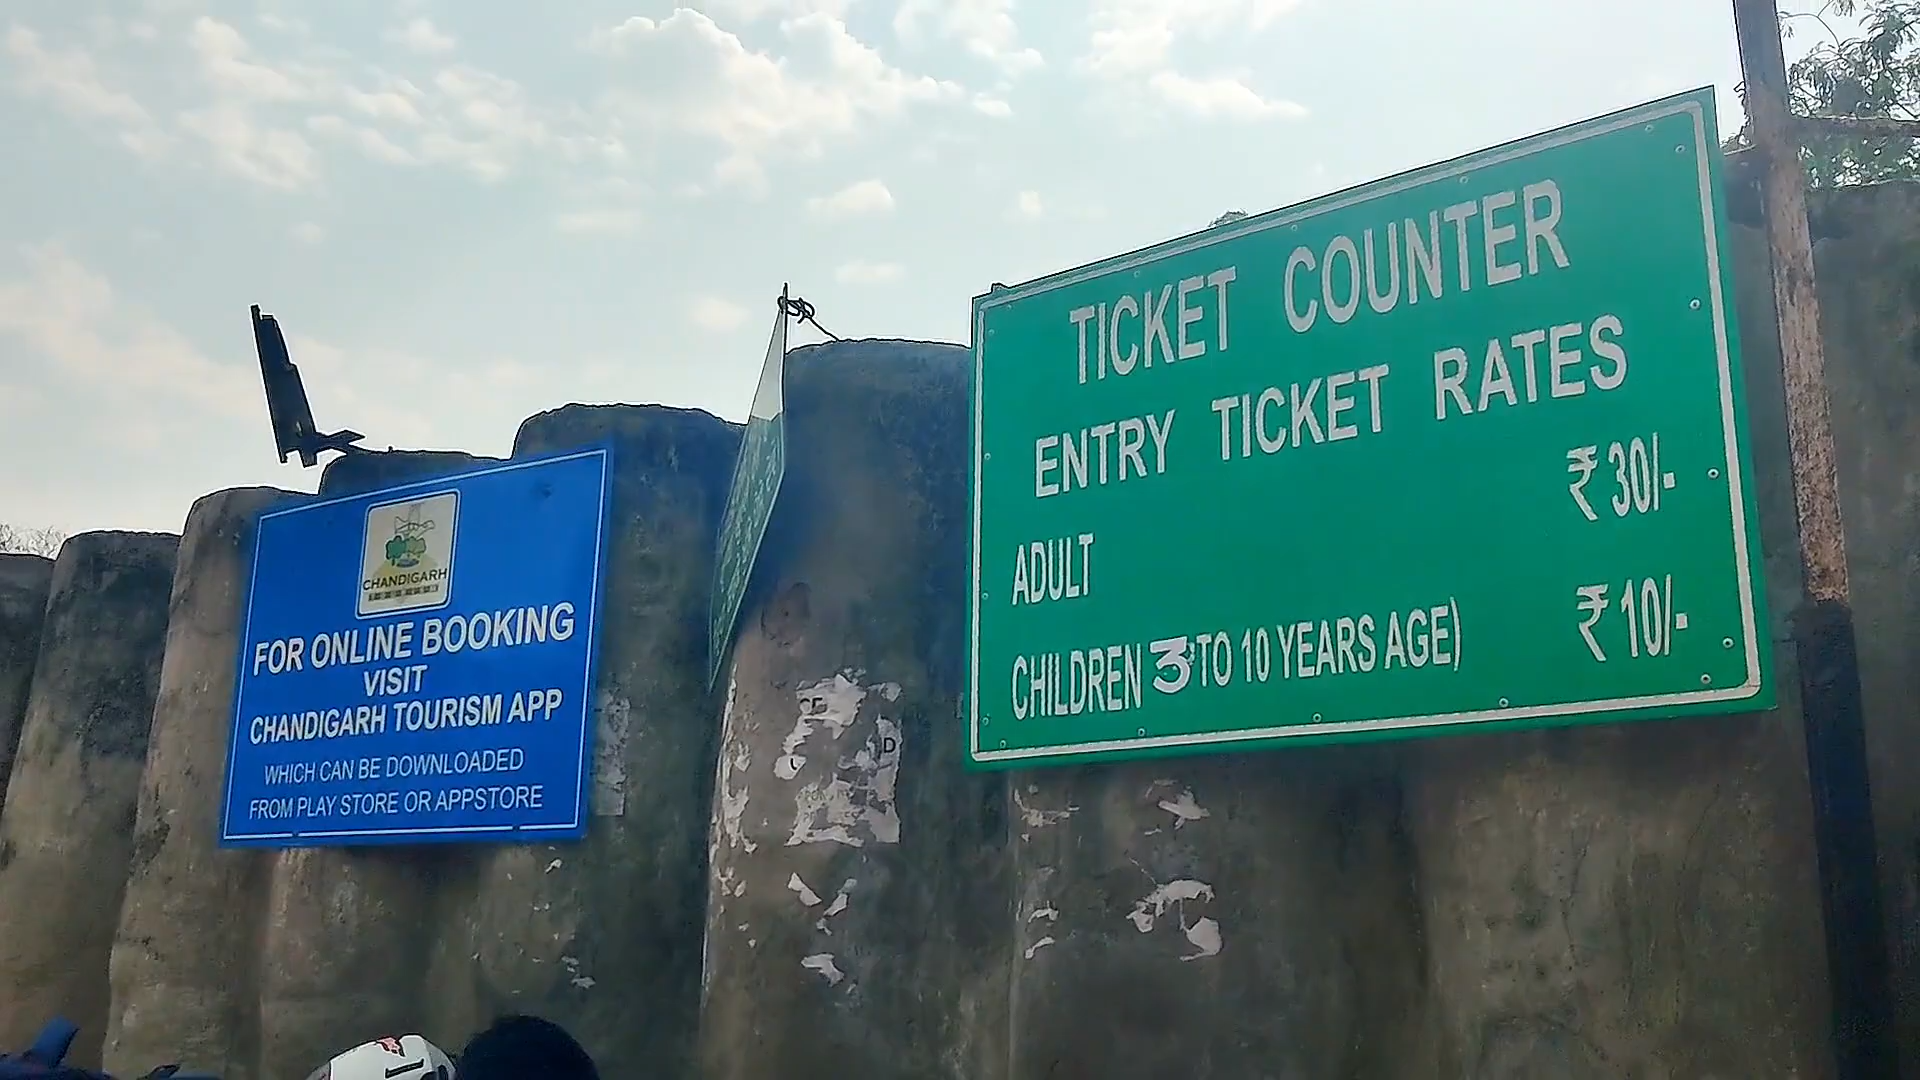 CHANDIGARH
FOR ONLINE BOOKING
VISIT
CHANDIGARH TOURISM APP
WHICH CAN BE DOWNLOADED
FROM PLAY STORE OR APPSTORE
TICKET COUNTER
ENTRY TICKET RATES
ADULT ₹ 30/-
CHILDREN 3 TO 10 YEARS AGE) ₹ 10/-
D